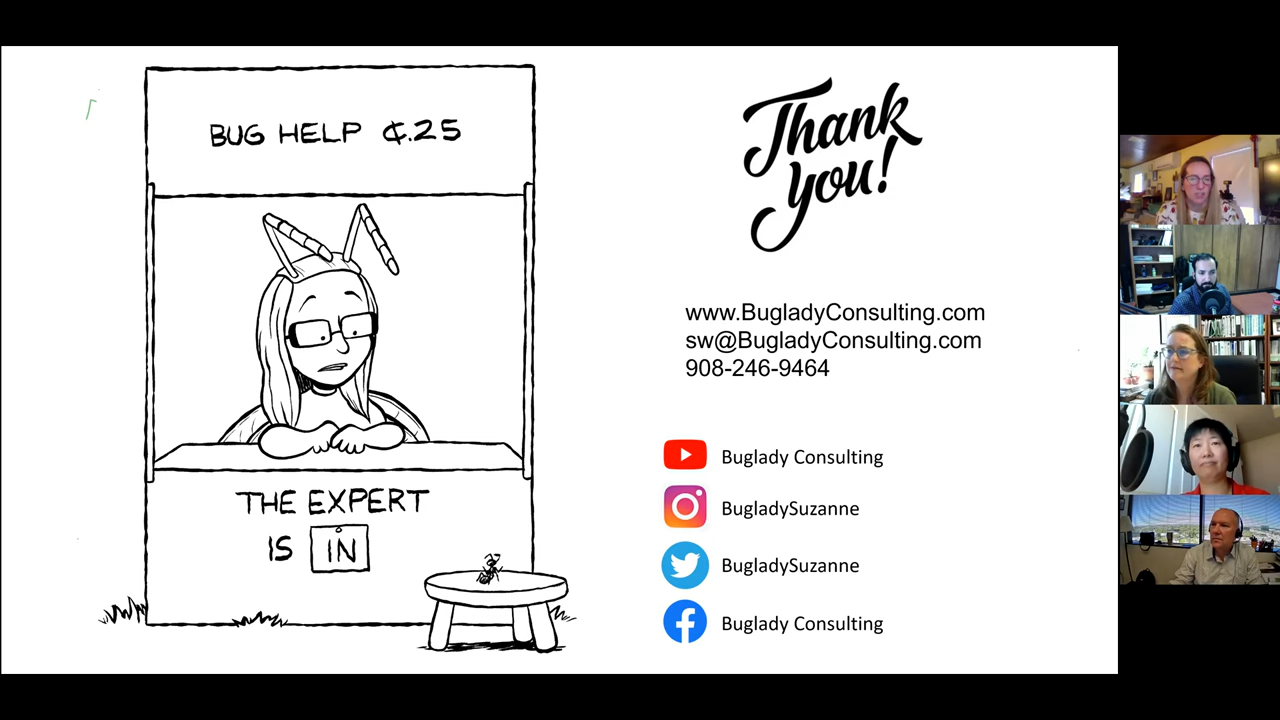 BUG HELP ₵.25
THE EXPERT
IS IN
Thank
you!
www.BugladyConsulting.com
sw@BugladyConsulting.com
908-246-9464
Buglady Consulting
BugladySuzanne
BugladySuzanne
Buglady Consulting